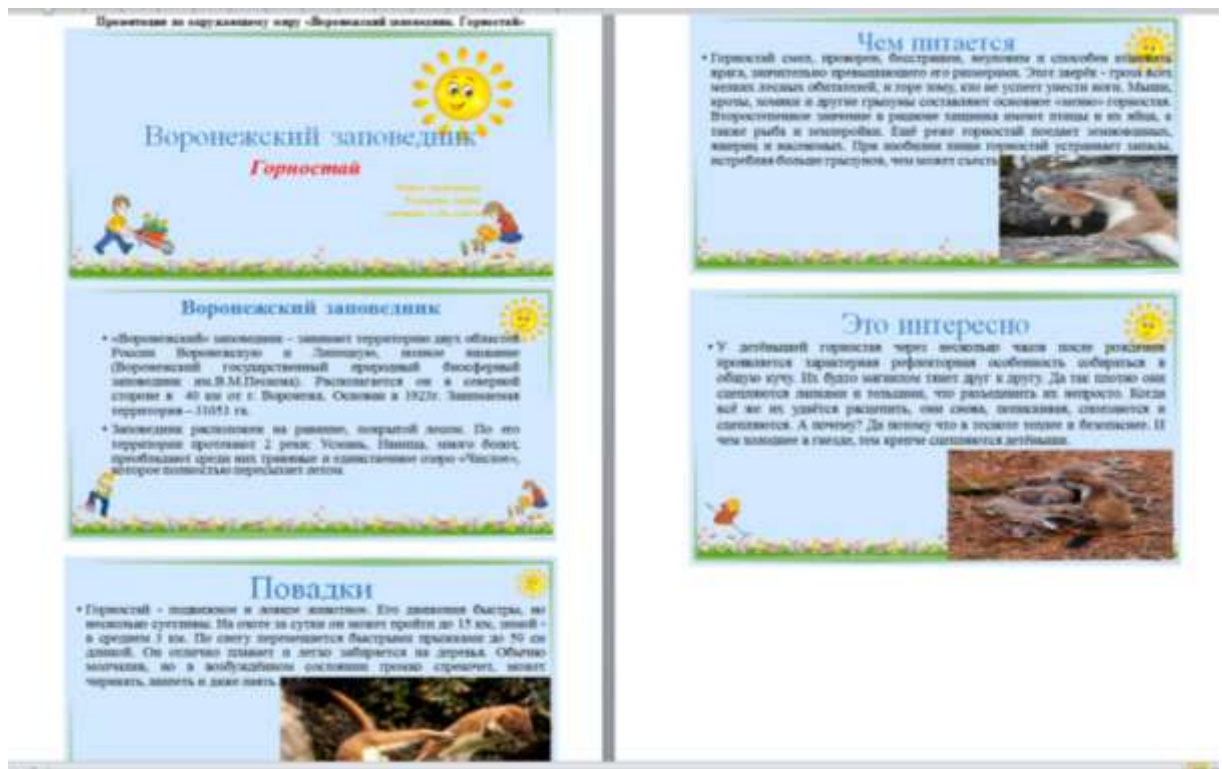 Презентация по окружающему миру «Воронежский заповедник. Горностай»
Воронежский заповедник
Горностай
Воронежский заповедник
• «Воронежский» заповедник – занимает территорию двух областей
России Воронежскую и Липецкую, полное название
(Воронежский государственный природный биосферный
заповедник им.В.М.Пескова). Располагается он в северной
стороне в 40 км от г. Воронежа. Основан в 1923г. Занимаемая
территория – 31053 га.
• Заповедник расположен на равнине, покрытой лесом. По его
территории протекают 2 реки: Усмань, Ивница, много болот,
преобладают среди них травяные и единственное озеро «Чистое»,
которое полностью пересыхает летом
Повадки
• Горностай - подвижное и ловкое животное. Его движения быстры, но
несколько суетливы. На охоте за сутки он может пройти до 15 км, зимой -
в среднем 3 км. По снегу перемещается быстрыми прыжками до 50 см
длиной. Он отлично плавает и легко забирается на деревья. Обычно
молчалив, но в возбуждённом состоянии громко стрекочет, может
чирикать, шипеть и даже лаять.
Чем питается
• Горностай смел, проворен, бесстрашен, неуловим и способен
врага, значительно превышающего его размерами. Этот зверёк - гроза всех
мелких лесных обитателей, и горе тому, кто не успеет унести ноги. Мыши,
кроты, хомяки и другие грызуны составляют основное «меню» горностая.
Второстепенное значение в рационе хищника имеют птицы и их яйца, а
также рыба и землеройки. Ещё реже горностай поедает земноводных,
ящериц и насекомых. При изобилии пищи горностай устраивает запасы,
истребляя больше грызунов, чем может съесть
Это интересно
• У детёнышей горностая через несколько часов после рождения
проявляется характерная рефлекторная особенность собираться в
общую кучу. Их будто магнитом тянет друг к другу. Да так плотно они
сцепляются лапками и тельцами, что разъединить их непросто. Когда
всё же их удаётся расцепить, они снова, попискивая, сползаются и
сцепляются. А почему? Да потому что в тесноте теплее и безопаснее. И
чем холоднее в гнезде, тем крепче сцепляются детёныши.